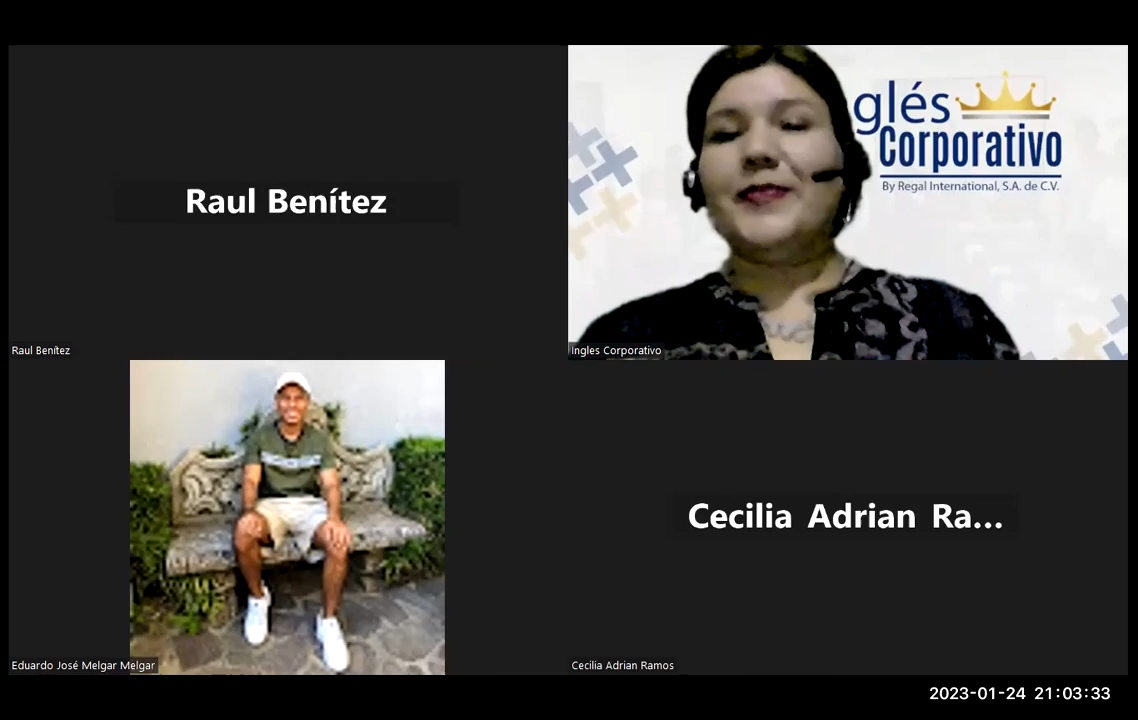 Raul Benítez
Raul Benítez
glés
Corporativo
By Regal International, S.A. de C.V.
Ingles Corporativo
Eduardo José Melgar Melgar
Cecilia Adrian Ra...
Cecilia Adrian Ramos
2023-01-24 21:03:33